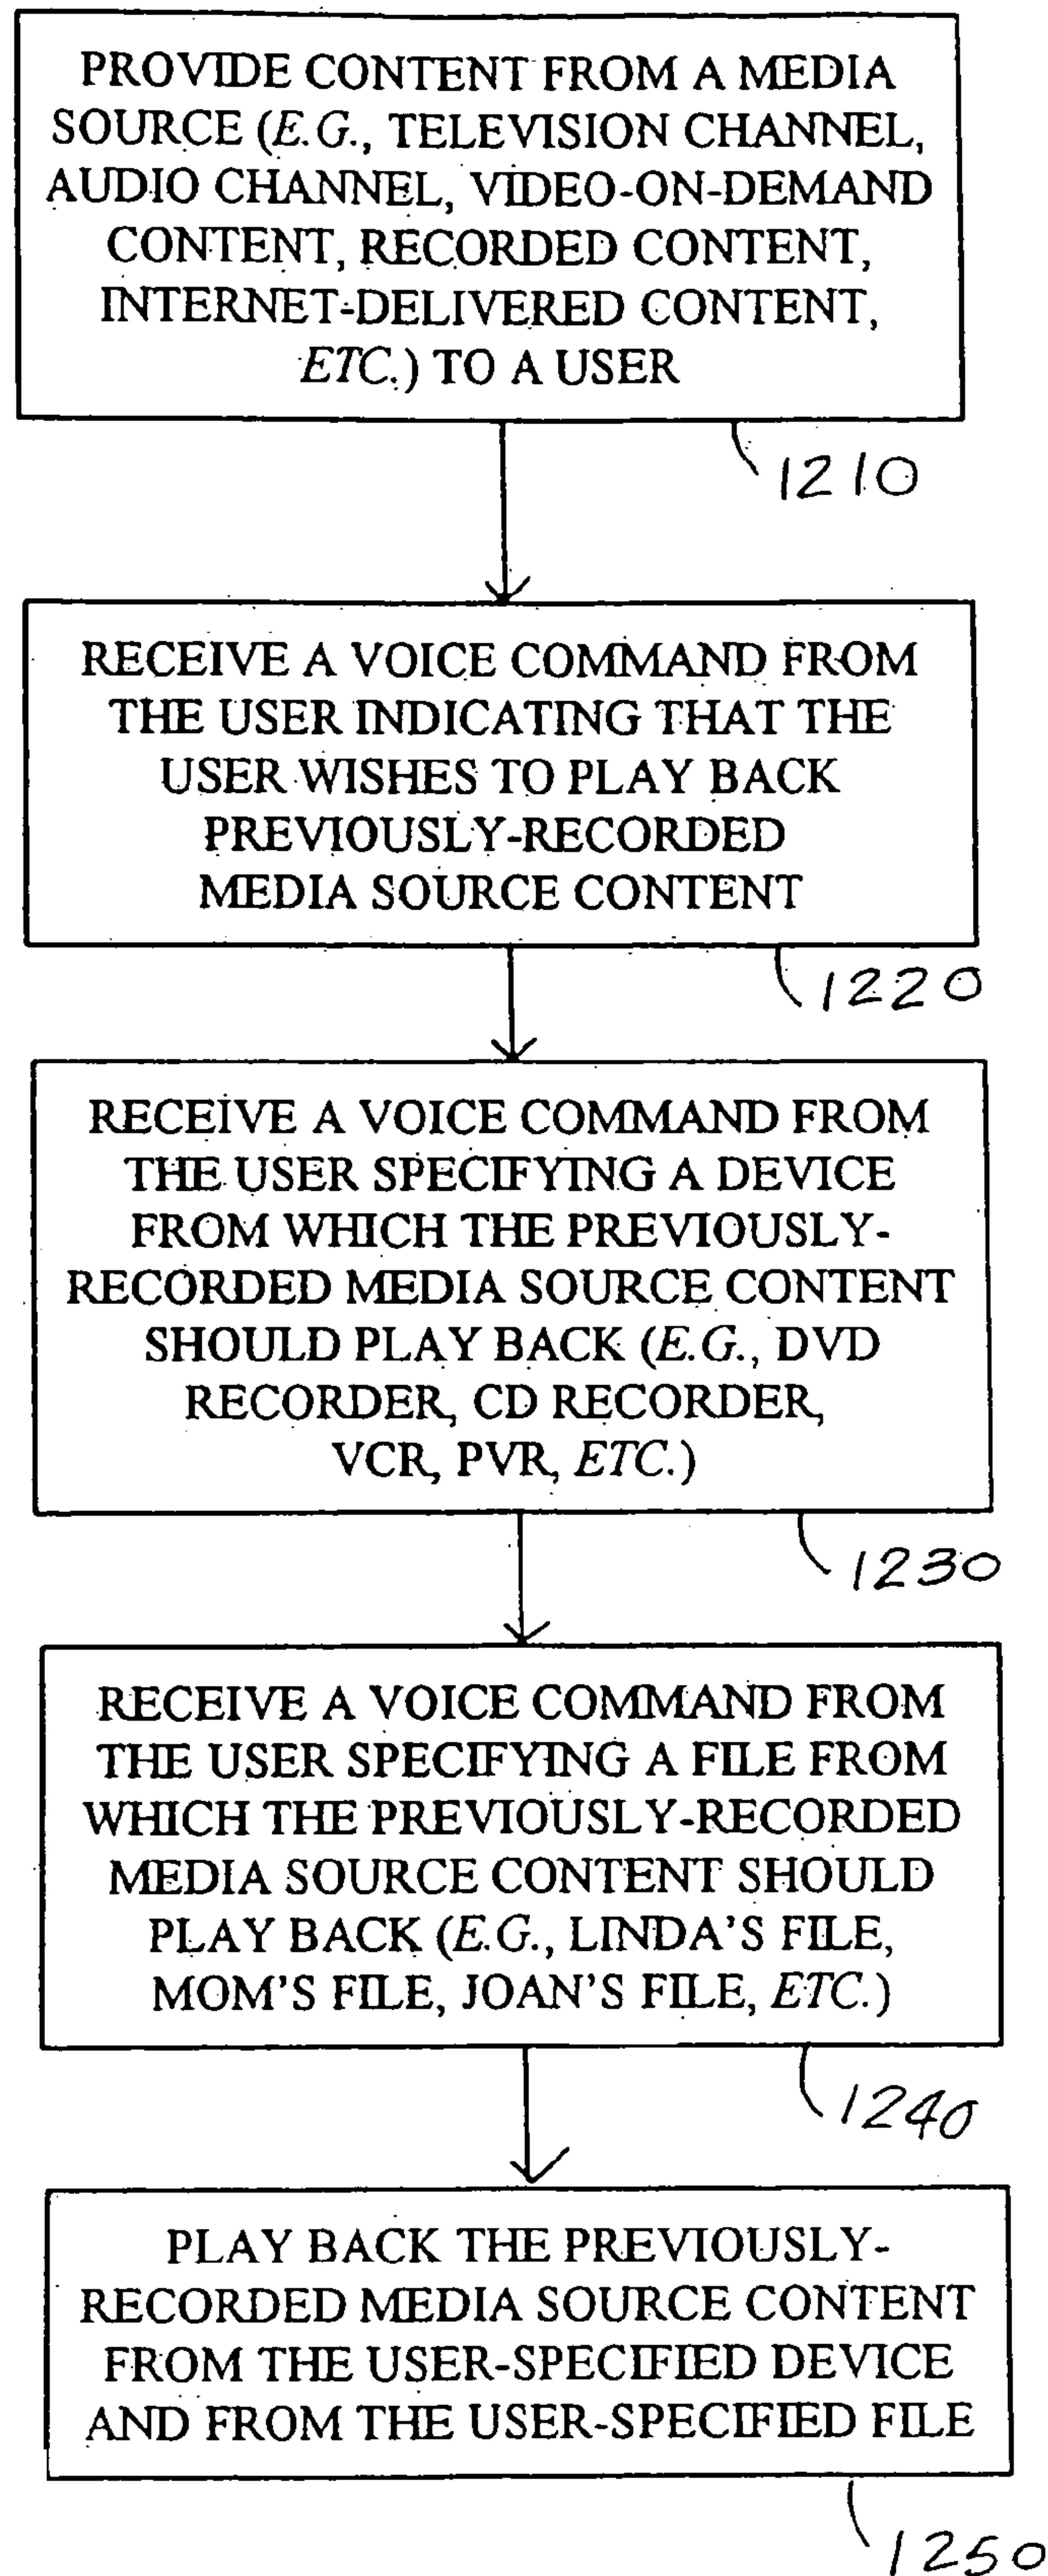 PROVIDE CONTENT FROM A MEDIA
SOURCE (E.G., TELEVISION CHANNEL,
AUDIO CHANNEL, VIDEO-ON-DEMAND
CONTENT, RECORDED CONTENT,
INTERNET-DELIVERED CONTENT,
ETC.) TO A USER
1210
RECEIVE A VOICE COMMAND FROM
THE USER INDICATING THAT THE
USER WISHES TO PLAY BACK
PREVIOUSLY-RECORDED
MEDIA SOURCE CONTENT
1220
RECEIVE A VOICE COMMAND FROM
THE USER SPECIFYING A DEVICE
FROM WHICH THE PREVIOUSLY-
RECORDED MEDIA SOURCE CONTENT
SHOULD PLAY BACK (E.G., DVD
RECORDER, CD RECORDER,
VCR, PVR, ETC.)
1230
RECEIVE A VOICE COMMAND FROM
THE USER SPECIFYING A FILE FROM
WHICH THE PREVIOUSLY-RECORDED
MEDIA SOURCE CONTENT SHOULD
PLAY BACK (E.G., LINDA'S FILE,
MOM'S FILE, JOAN'S FILE, ETC.)
1240
PLAY BACK THE PREVIOUSLY-
RECORDED MEDIA SOURCE CONTENT
FROM THE USER-SPECIFIED DEVICE
AND FROM THE USER-SPECIFIED FILE
1250